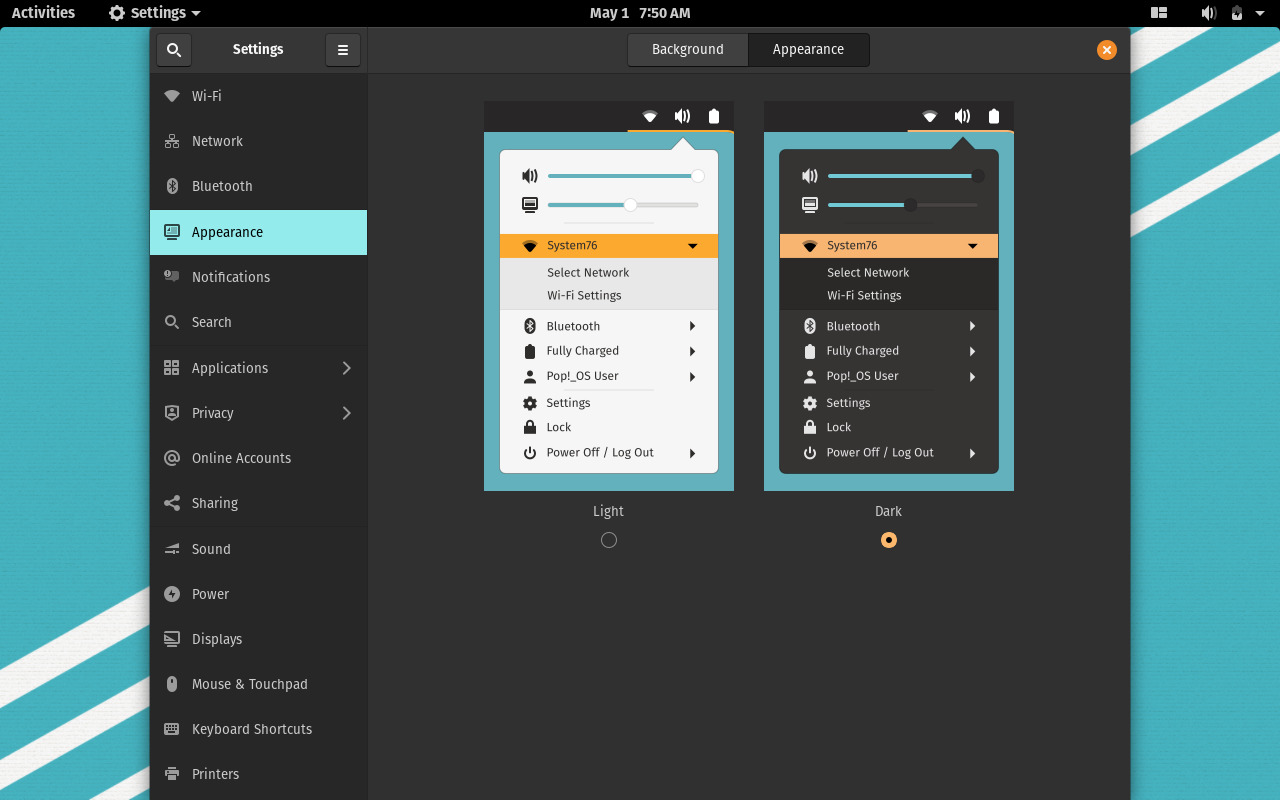 Activities
Settings
May 1 7:50 AM
Settings
Background
Appearance
Wi-Fi
Network
Bluetooth
Appearance
Notifications
Search
Applications
Privacy
Online Accounts
Sharing
Sound
Power
Displays
Mouse & Touchpad
Keyboard Shortcuts
Printers
System76
Select Network
Wi-Fi Settings
Bluetooth
Fully Charged
Pop!_OS User
Settings
Lock
Power Off / Log Out
Light
System76
Select Network
Wi-Fi Settings
Bluetooth
Fully Charged
Pop!_OS User
Settings
Lock
Power Off / Log Out
Dark